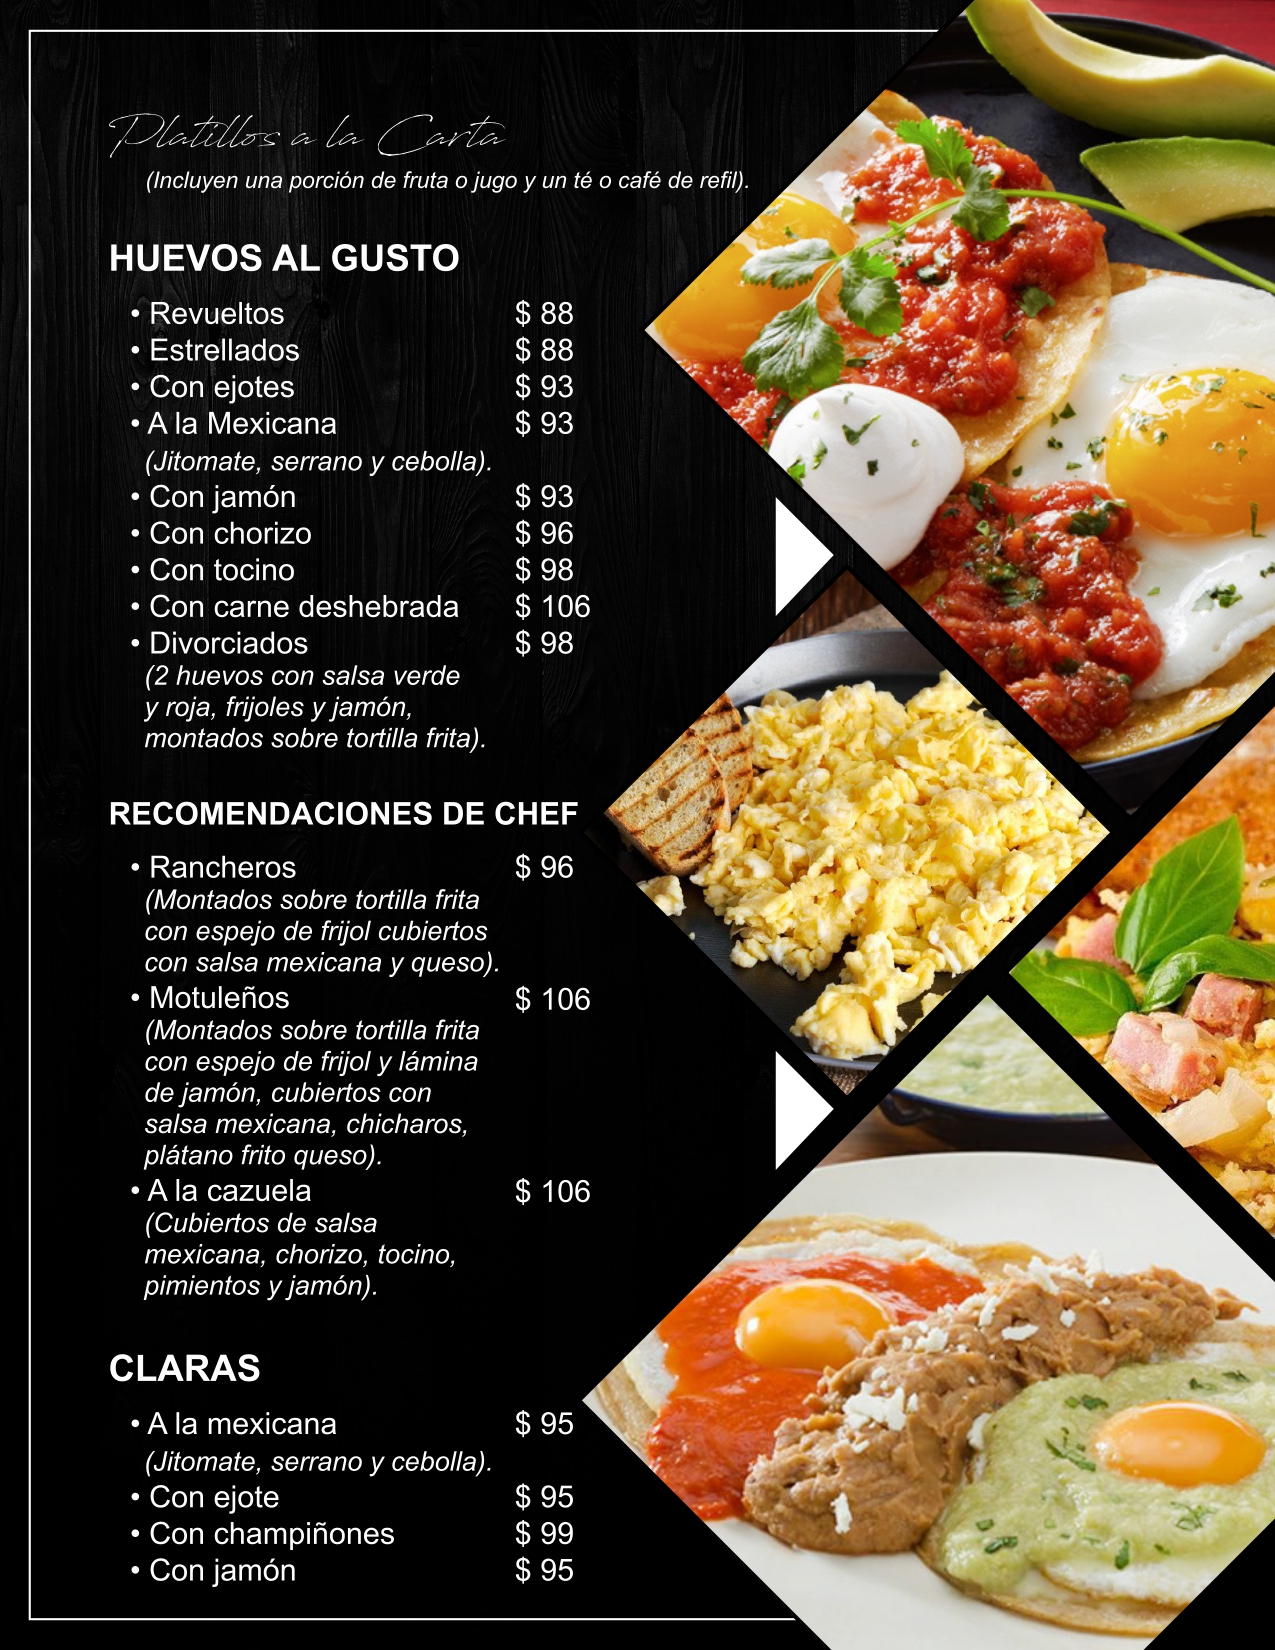 Platillos a la Carta
(Incluyen una porción de fruta o jugo y un té o café de refil).
HUEVOS AL GUSTO
• Revueltos $ 88
• Estrellados $ 88
• Con ejotes $ 93
• A la Mexicana $ 93
(Jitomate, serrano y cebolla).
• Con jamón $ 93
• Con chorizo $ 96
• Con tocino $ 98
• Con carne deshebrada $ 106
• Divorciados $ 98
(2 huevos con salsa verde
y roja, frijoles y jamón,
montados sobre tortilla frita).
RECOMENDACIONES DE CHEF
• Rancheros $ 96
(Montados sobre tortilla frita
con espejo de frijol cubiertos
con salsa mexicana y queso).
• Motuleños $ 106
(Montados sobre tortilla frita
con espejo de frijol y lámina
de jamón, cubiertos con
salsa mexicana, chicharos,
plátano frito queso).
• A la cazuela $ 106
(Cubiertos de salsa
mexicana, chorizo, tocino,
pimientos y jamón).
CLARAS
• A la mexicana $ 95
(Jitomate, serrano y cebolla).
• Con ejote $ 95
• Con champiñones $ 99
• Con jamón $ 95